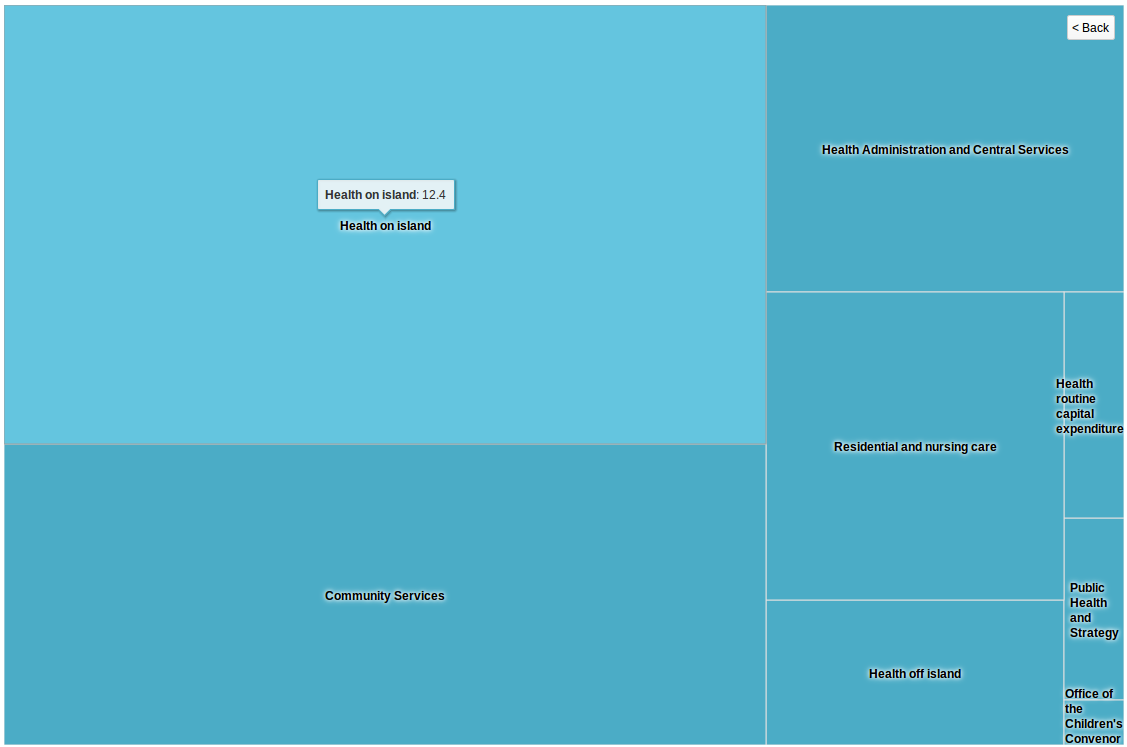 < Back
Health Administration and Central Services
Health on island: 12.4
Health on island
Health
routine
capital
expenditure
Residential and nursing care
Community Services
Public
Health
and
Strategy
Health off island
Office of
the
Children's
Convenor